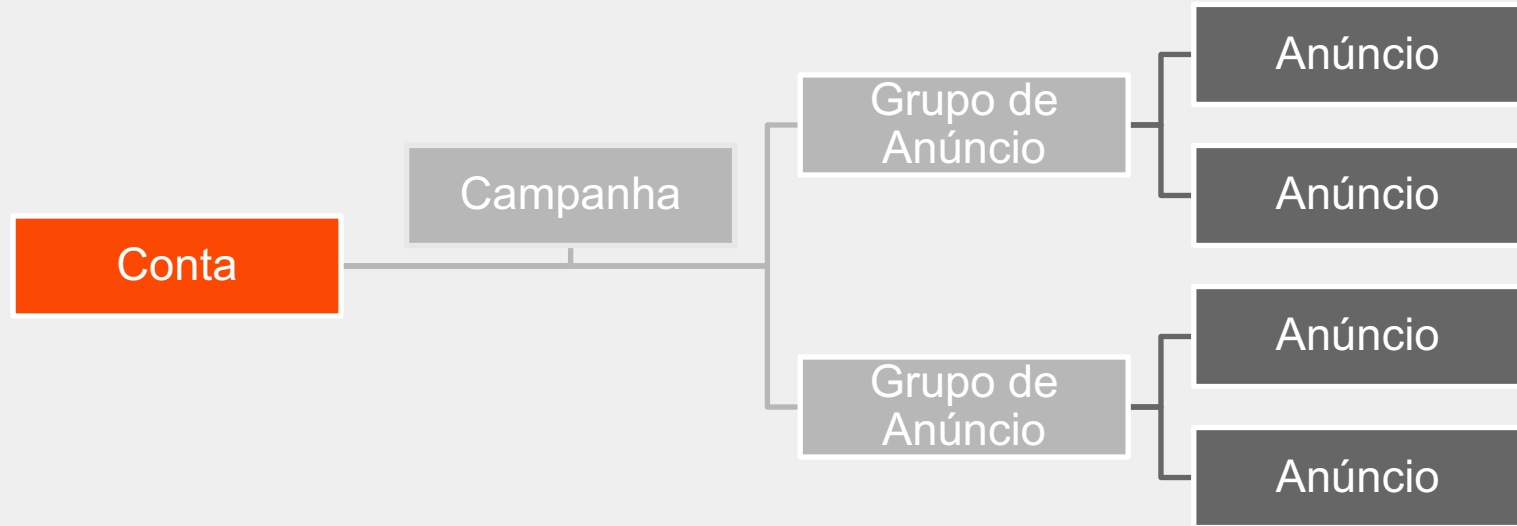 Conta
Campanha
Grupo de
Anúncio
Anúncio
Anúncio
Grupo de
Anúncio
Anúncio
Anúncio